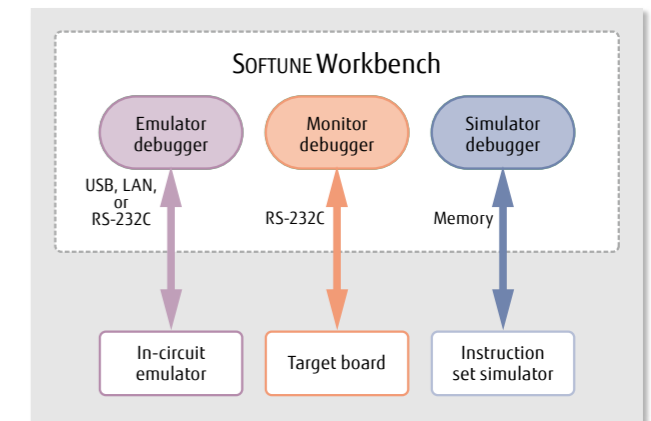 SOFTUNE Workbench
Emulator
debugger
Monitor
debugger
Simulator
debugger
USB, LAN,
or
RS-232C
RS-232C
Memory
In-circuit
emulator
Target board
Instruction
set simulator